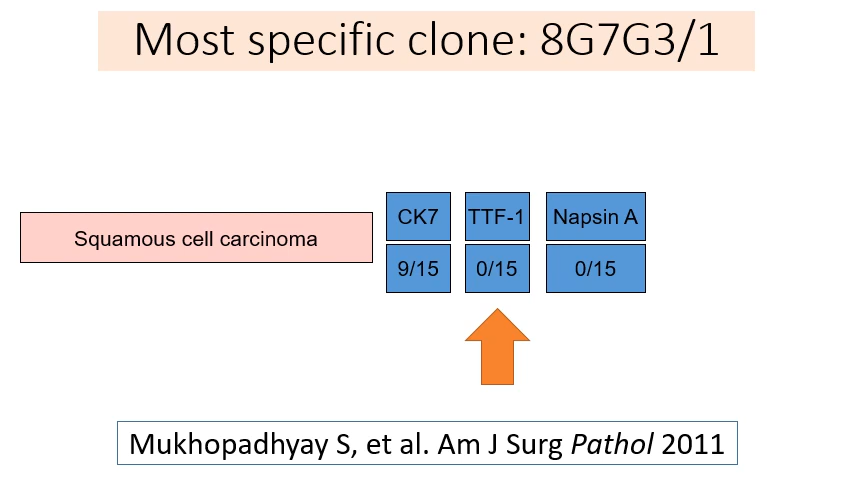 Most specific clone: 8G7G3/1
CK7 TTF-1 Napsin A
Squamous cell carcinoma
9/15 0/15 0/15
Mukhopadhyay S, et al. Am J Surg Pathol 2011